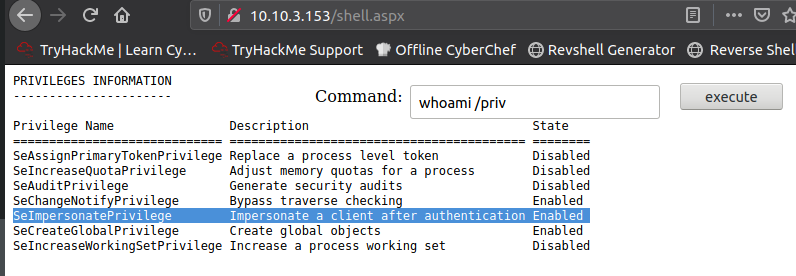 10.10.3.153/shell.aspx
TryHackMe | Learn Cy… TryHackMe Support Offline CyberChef Revshell Generator Reverse Shel
PRIVILEGES INFORMATION
----------------------
Command: whoami /priv execute
Privilege Name Description State
============================= ========================================= ========
SeAssignPrimaryTokenPrivilege Replace a process level token Disabled
SeIncreaseQuotaPrivilege Adjust memory quotas for a process Disabled
SeAuditPrivilege Generate security audits Disabled
SeChangeNotifyPrivilege Bypass traverse checking Enabled
SeImpersonatePrivilege Impersonate a client after authentication Enabled
SeCreateGlobalPrivilege Create global objects Enabled
SeIncreaseWorkingSetPrivilege Increase a process working set Disabled